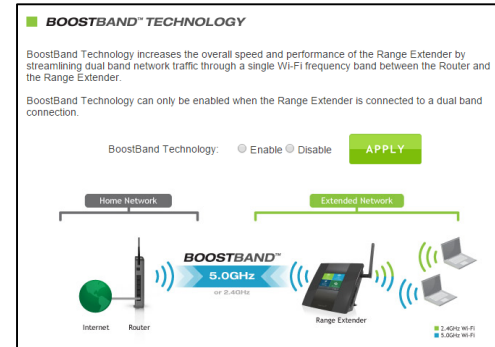 BOOSTBAND™ TECHNOLOGY
BoostBand Technology increases the overall speed and performance of the Range Extender by
streamlining dual band network traffic through a single Wi-Fi frequency band between the Router and
the Range Extender.
BoostBand Technology can only be enabled when the Range Extender is connected to a dual band
connection.
BoostBand Technology: Enable Disable APPLY
Home Network Extended Network
BOOSTBAND™
5.0GHz
or 2.4GHz
Internet Router Range Extender
2.4GHz Wi-Fi
5.0GHz Wi-Fi